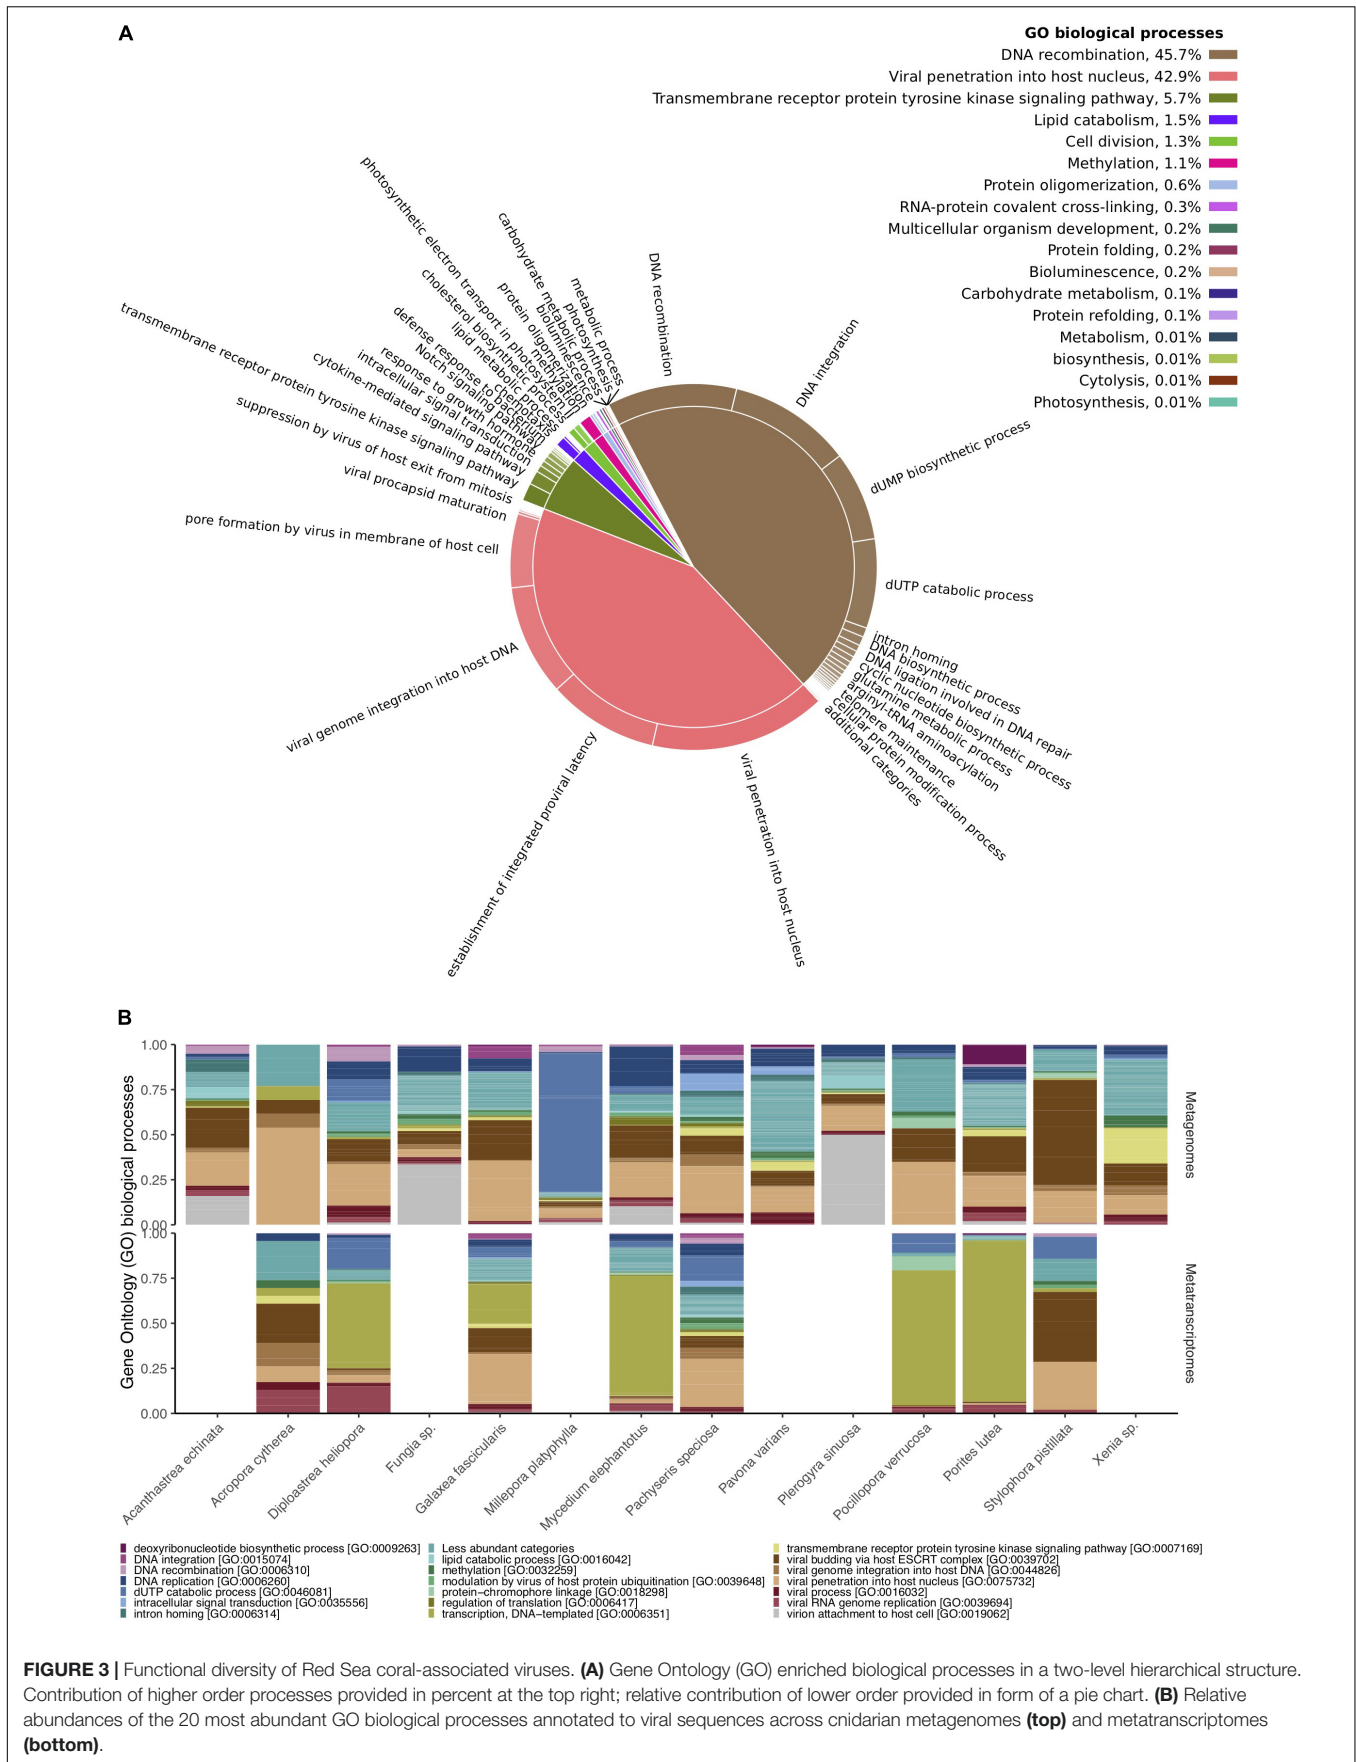 A
GO biological processes
DNA recombination, 45.7%
Viral penetration into host nucleus, 42.9%
Transmembrane receptor protein tyrosine kinase signaling pathway, 5.7%
Lipid catabolism, 1.5%
Cell division, 1.3%
Methylation, 1.1%
Protein oligomerization, 0.6%
RNA-protein covalent cross-linking, 0.3%
Multicellular organism development, 0.2%
Protein folding, 0.2%
Bioluminescence, 0.2%
Carbohydrate metabolism, 0.1%
Protein refolding, 0.1%
Metabolism, 0.01%
biosynthesis, 0.01%
Cytolysis, 0.01%
Photosynthesis, 0.01%
DNA recombination
DNA integration
dUMP biosynthetic process
dUTP catabolic process
intron homing
DNA biosynthetic process
DNA ligation involved in DNA repair
cyclic nucleotide biosynthetic process
glutamine metabolic process
arginyl-tRNA aminoacylation
telomere maintenance
cellular protein modification process
additional categories
viral penetration into host nucleus
establishment of integrated proviral latency
viral genome integration into host DNA
pore formation by virus in membrane of host cell
viral procapsid maturation
suppression by virus of host exit from mitosis
transmembrane receptor protein tyrosine kinase signaling pathway
cytokine-mediated signaling pathway
intracellular signal transduction
response to growth hormone
Notch signaling pathway
defense response to bacterium
chemotaxis
lipid metabolic process
cholesterol biosynthetic process
photosynthetic electron transport in photosystem II
methylation
protein oligomerization
bioluminescence
carbohydrate metabolic process
photosynthesis
metabolic process
B
Gene Onltology (GO) biological processes
1.00
0.75
0.50
0.25
0.00
Metagenomes
1.00
0.75
0.50
0.25
0.00
Metatranscriptomes
Acanthastrea echinata
Acropora cytherea
Diploastrea heliopora
Fungia sp.
Galaxea fascicularis
Millepora platyphylla
Mycedium elephantotus
Pachyseris speciosa
Pavona varians
Plerogyra sinuosa
Pocillopora verrucosa
Porites lutea
Stylophora pistillata
Xenia sp.
deoxyribonucleotide biosynthetic process [GO:0009263]
DNA integration [GO:0015074]
DNA recombination [GO:0006310]
DNA replication [GO:0006260]
dUTP catabolic process [GO:0046081]
intracellular signal transduction [GO:0035556]
intron homing [GO:0006314]
Less abundant categories
lipid catabolic process [GO:0016042]
methylation [GO:0032259]
modulation by virus of host protein ubiquitination [GO:0039648]
protein−chromophore linkage [GO:0018298]
regulation of translation [GO:0006417]
transcription, DNA−templated [GO:0006351]
transmembrane receptor protein tyrosine kinase signaling pathway [GO:0007169]
viral budding via host ESCRT complex [GO:0039702]
viral genome integration into host DNA [GO:0044826]
viral penetration into host nucleus [GO:0075732]
viral process [GO:0016032]
viral RNA genome replication [GO:0039694]
virion attachment to host cell [GO:0019062]
FIGURE 3 | Functional diversity of Red Sea coral-associated viruses. (A) Gene Ontology (GO) enriched biological processes in a two-level hierarchical structure.
Contribution of higher order processes provided in percent at the top right; relative contribution of lower order provided in form of a pie chart. (B) Relative
abundances of the 20 most abundant GO biological processes annotated to viral sequences across cnidarian metagenomes (top) and metatranscriptomes
(bottom).